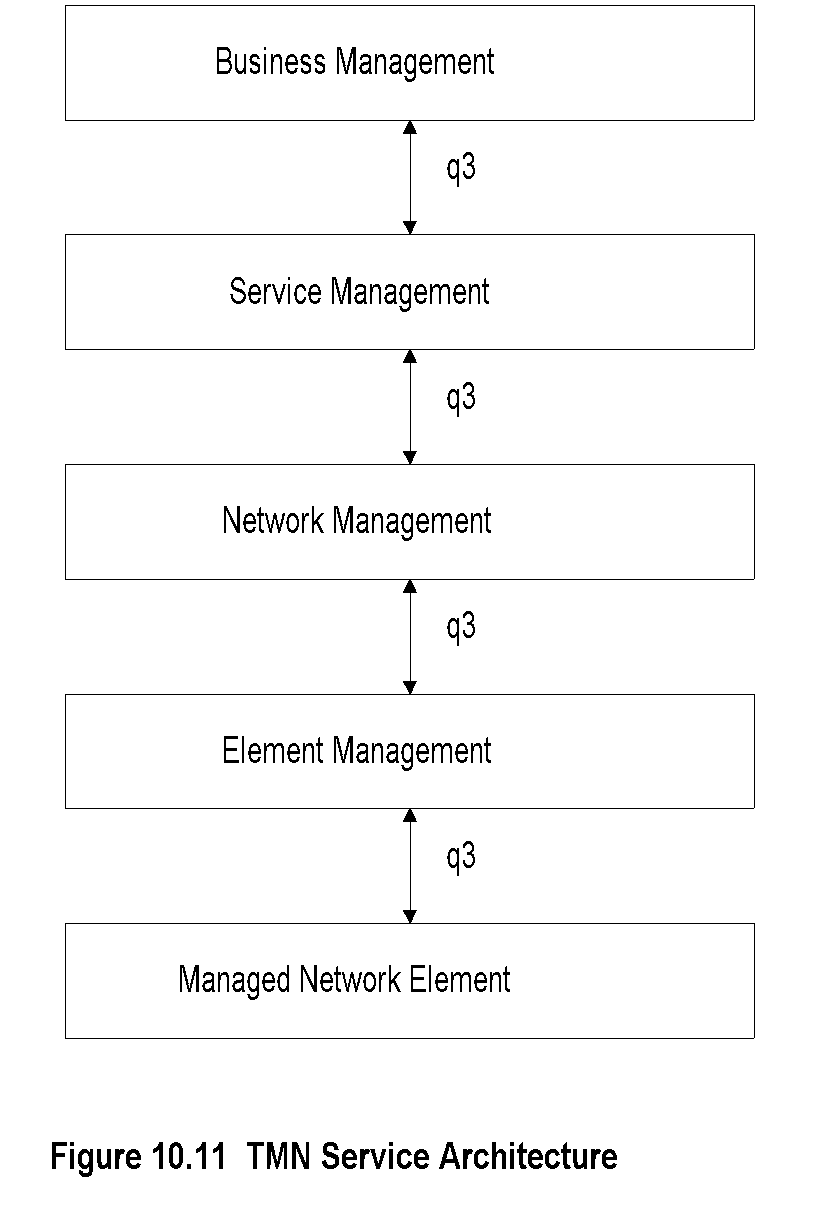 Business Management
q3
Service Management
q3
Network Management
q3
Element Management
q3
Managed Network Element
Figure 10.11 TMN Service Architecture